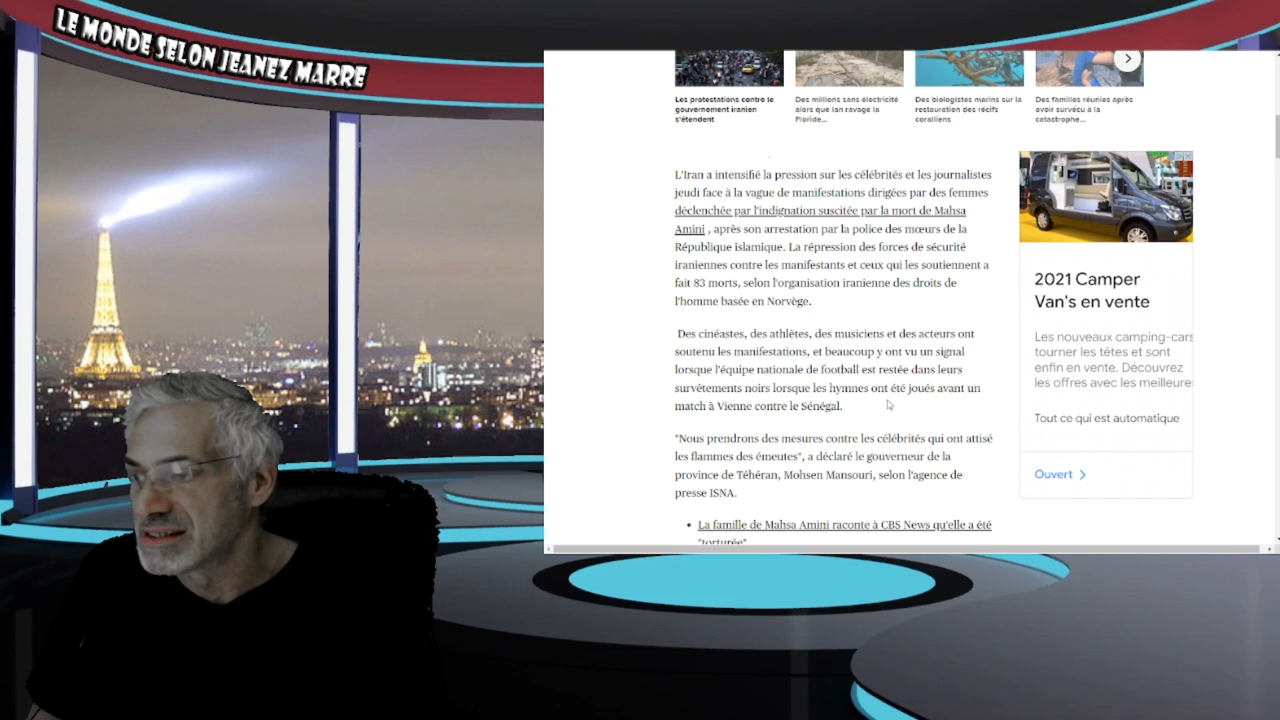 LE MONDE SELON JEANEZ MARRE
Les protestations contre le
gouvernement iranien
s'étendent
Des millions sans électricité
alors que Ian ravage la
Floride...
Des biologistes marins sur la
restauration des récifs
coralliens
Des familles réunies après
avoir survécu à la
catastrophe...
L'Iran a intensifié la pression sur les célébrités et les journalistes
jeudi face à la vague de manifestations dirigées par des femmes
déclenchée par l'indignation suscitée par la mort de Mahsa
Amini , après son arrestation par la police des mœurs de la
République islamique. La répression des forces de sécurité
iraniennes contre les manifestants et ceux qui les soutiennent a
fait 83 morts, selon l'organisation iranienne des droits de
l'homme basée en Norvège.
Des cinéastes, des athlètes, des musiciens et des acteurs ont
soutenu les manifestations, et beaucoup y ont vu un signal
lorsque l'équipe nationale de football est restée dans leurs
survêtements noirs lorsque les hymnes ont été joués avant un
match à Vienne contre le Sénégal.
"Nous prendrons des mesures contre les célébrités qui ont attisé
les flammes des émeutes", a déclaré le gouverneur de la
province de Téhéran, Mohsen Mansouri, selon l'agence de
presse ISNA.
• La famille de Mahsa Amini raconte à CBS News qu'elle a été
"torturée"
2021 Camper
Van's en vente
Les nouveaux camping-cars
tourner les têtes et sont
enfin en vente. Découvrez
les offres avec les meilleures
Tout ce qui est automatique
Ouvert >